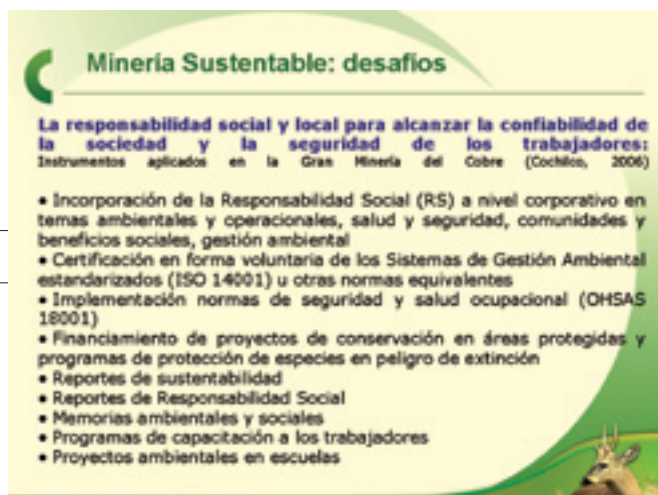 Minería Sustentable: desafíos
La responsabilidad social y local para alcanzar la confiabilidad de
la sociedad y la seguridad de los trabajadores:
Instrumentos aplicados en la Gran Minería del Cobre (Cochilco, 2006)
• Incorporación de la Responsabilidad Social (RS) a nivel corporativo en
temas ambientales y operacionales, salud y seguridad, comunidades y
beneficios sociales, gestión ambiental
• Certificación en forma voluntaria de los Sistemas de Gestión Ambiental
estandarizados (ISO 14001) u otras normas equivalentes
• Implementación normas de seguridad y salud ocupacional (OHSAS
18001)
• Financiamiento de proyectos de conservación en áreas protegidas y
programas de protección de especies en peligro de extinción
• Reportes de sustentabilidad
• Reportes de Responsabilidad Social
• Memorias ambientales y sociales
• Programas de capacitación a los trabajadores
• Proyectos ambientales en escuelas